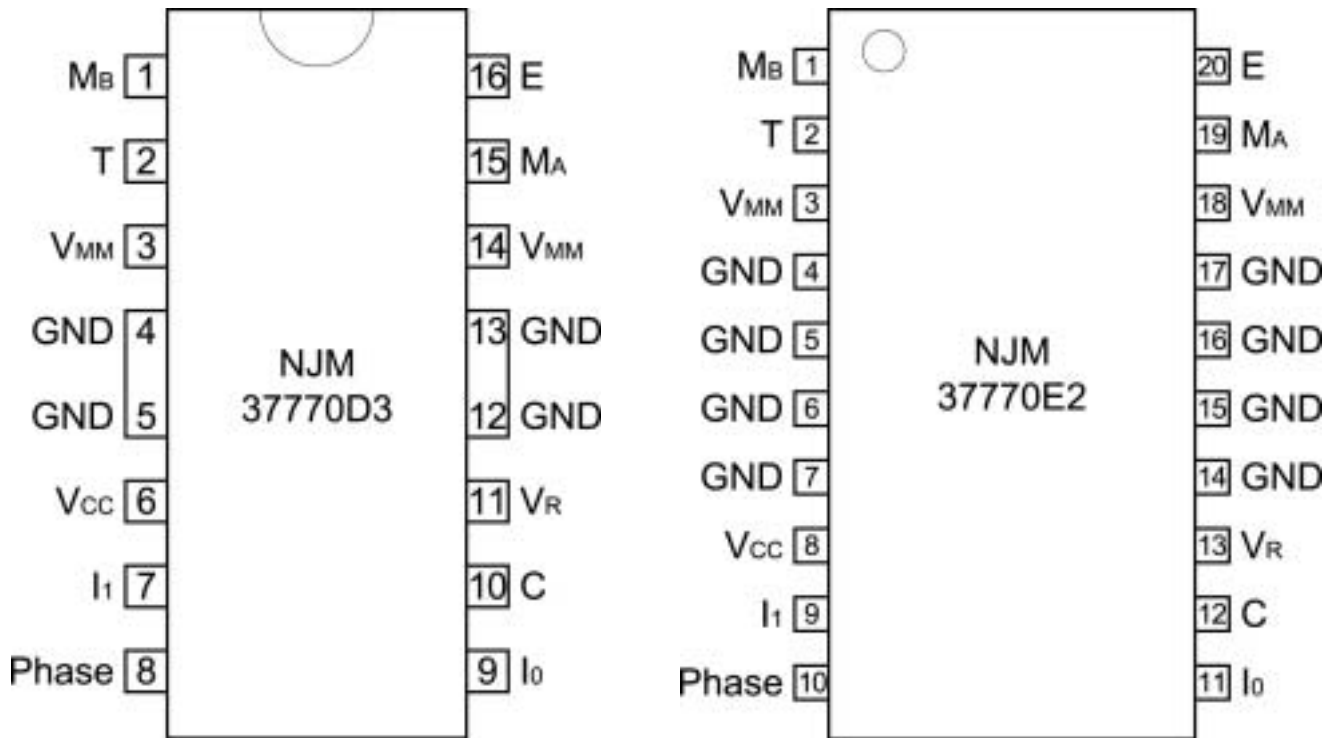 MB 1
16 E
T 2
15 MA
VMM 3
14 VMM
GND 4
13 GND
GND 5
12 GND
VCC 6
11 VR
I1 7
10 C
Phase 8
9 I0
NJM
37770D3
MB 1
20 E
T 2
19 MA
VMM 3
18 VMM
GND 4
17 GND
GND 5
16 GND
GND 6
15 GND
GND 7
14 GND
VCC 8
13 VR
I1 9
12 C
Phase 10
11 I0
NJM
37770E2